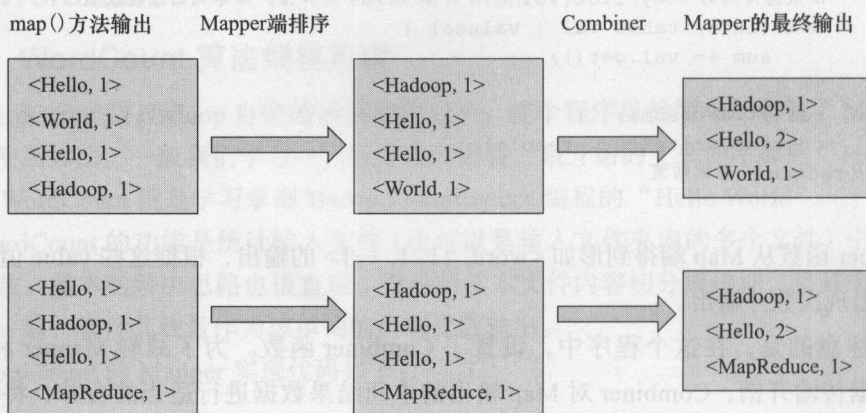 map()方法输出 Mapper端排序 Combiner Mapper的最终输出
<Hello, 1>
<World, 1>
<Hello, 1>
<Hadoop, 1>
<Hadoop, 1>
<Hello, 1>
<Hello, 1>
<World, 1>
<Hadoop, 1>
<Hello, 2>
<World, 1>
<Hello, 1>
<Hadoop, 1>
<Hello, 1>
<MapReduce, 1>
<Hadoop, 1>
<Hello, 1>
<Hello, 1>
<MapReduce, 1>
<Hadoop, 1>
<Hello, 2>
<MapReduce, 1>